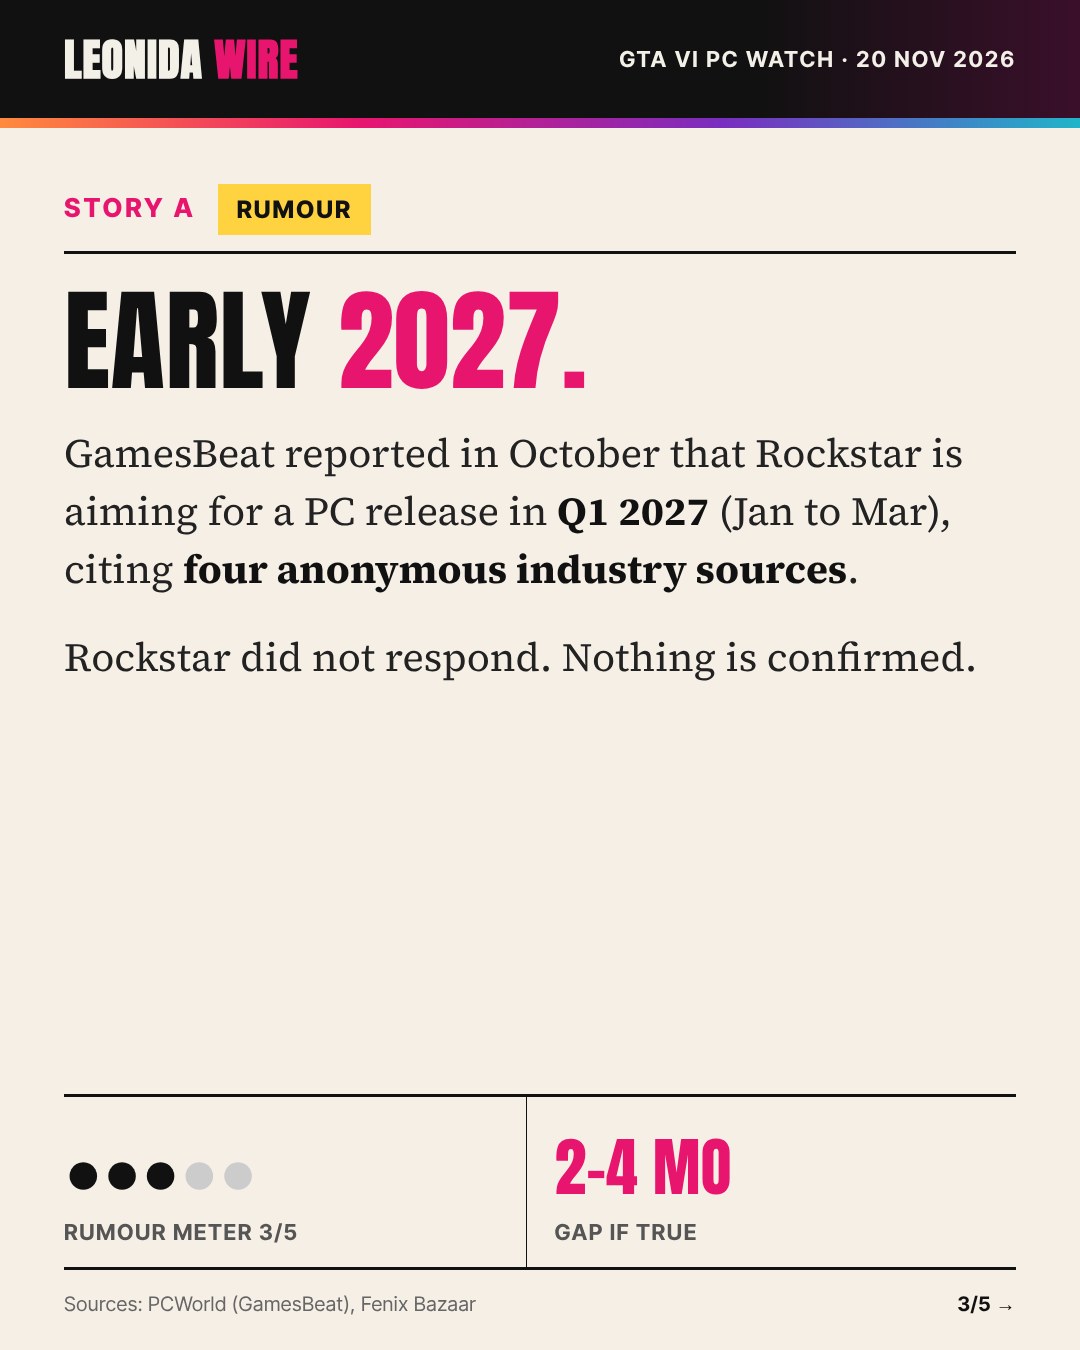 LEONIDA WIRE
GTA VI PC WATCH · 20 NOV 2026
STORY A
RUMOUR
EARLY 2027.
GamesBeat reported in October that Rockstar is
aiming for a PC release in Q1 2027 (Jan to Mar),
citing four anonymous industry sources.
Rockstar did not respond. Nothing is confirmed.
RUMOUR METER 3/5
2-4 MO
GAP IF TRUE
Sources: PCWorld (GamesBeat), Fenix Bazaar
3/5 →